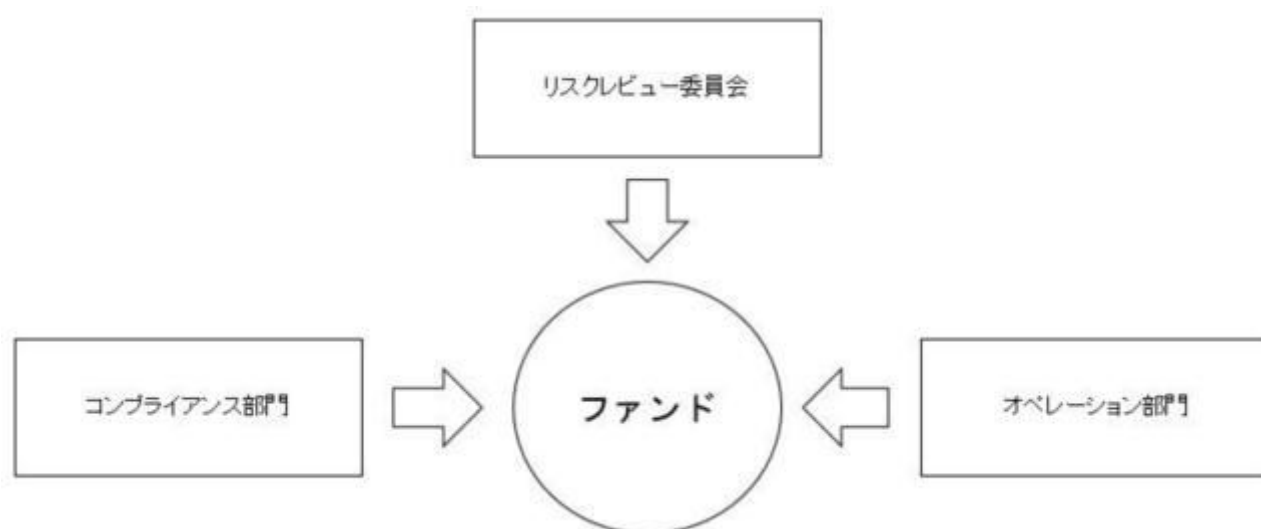 リスクレビュー委員会
コンプライアンス部門
ファンド
オペレーション部門